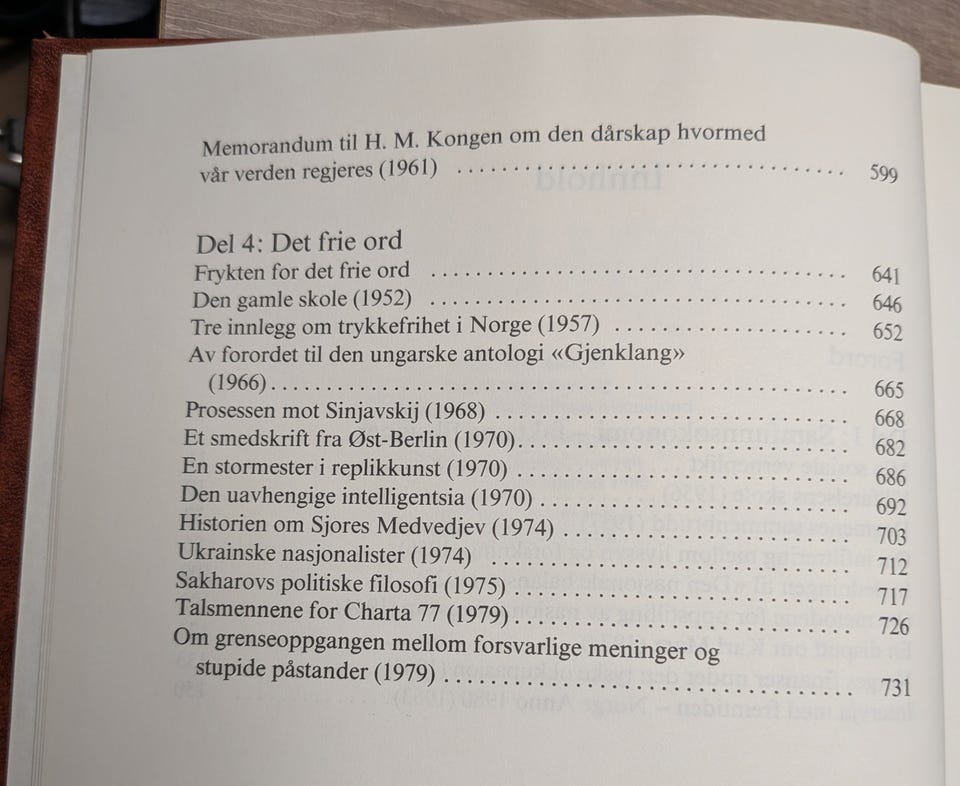 Memorandum til H. M. Kongen om den dårskap hvormed
vår verden regjeres (1961) ........................................ 599
Del 4: Det frie ord
Frykten for det frie ord ........................................ 641
Den gamle skole (1952) ........................................ 646
Tre innlegg om trykkefrihet i Norge (1957) ...................... 652
Av forordet til den ungarske antologi «Gjenklang»
(1966)........................................................ 665
Prosessen mot Sinjavskij (1968) ................................. 668
Et smedskrift fra Øst-Berlin (1970)............................... 682
En stormester i replikkunst (1970) ............................... 686
Den uavhengige intelligentsia (1970) ............................. 692
Historien om Sjores Medvedjev (1974) ............................ 703
Ukrainske nasjonalister (1974) ................................... 712
Sakharovs politiske filosofi (1975) ............................... 717
Talsmennene for Charta 77 (1979) ................................ 726
Om grenseoppgangen mellom forsvarlige meninger og
stupide påstander (1979) ........................................ 731